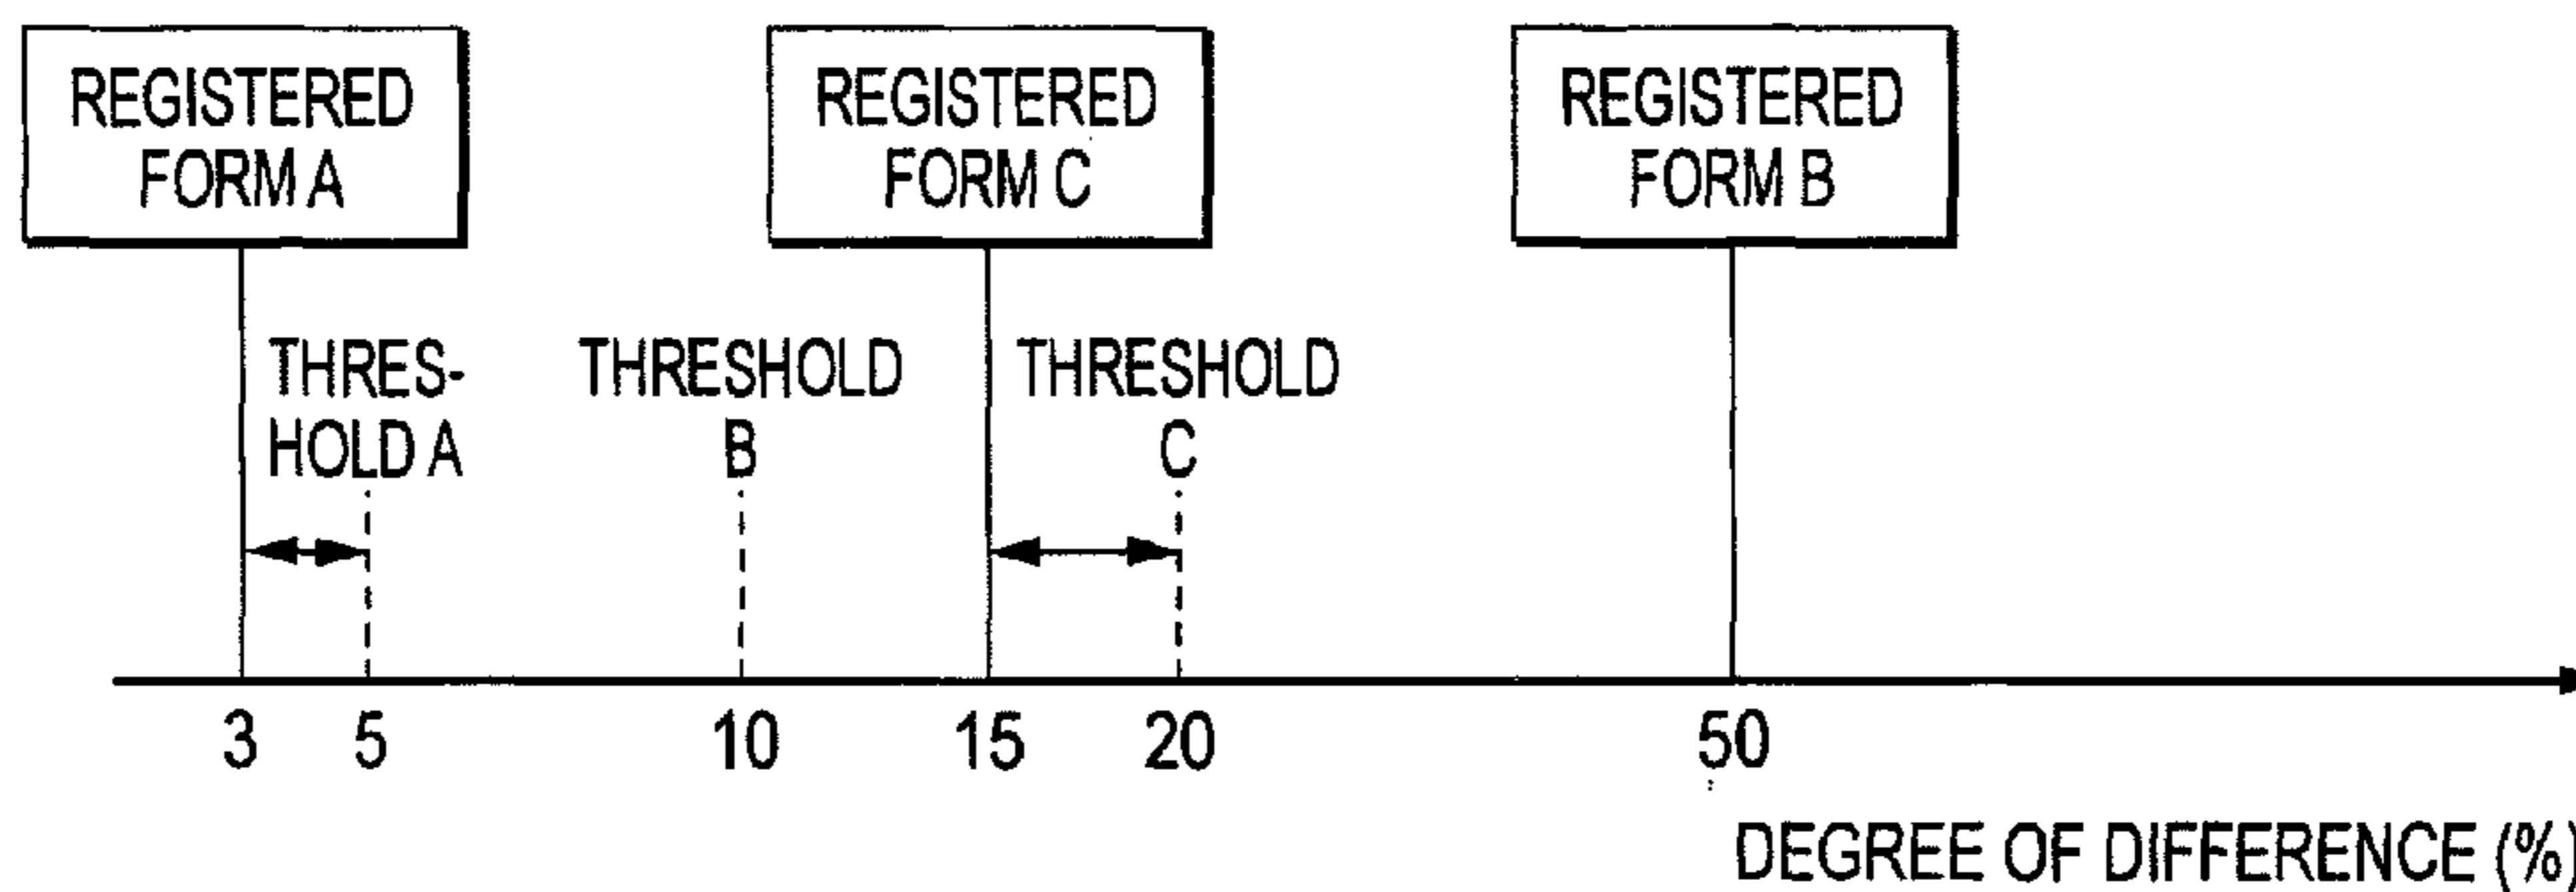 REGISTERED
FORM A
REGISTERED
FORM C
REGISTERED
FORM B
THRES-
HOLD A
THRESHOLD
B
THRESHOLD
C
3 5 10 15 20 50
DEGREE OF DIFFERENCE (%)